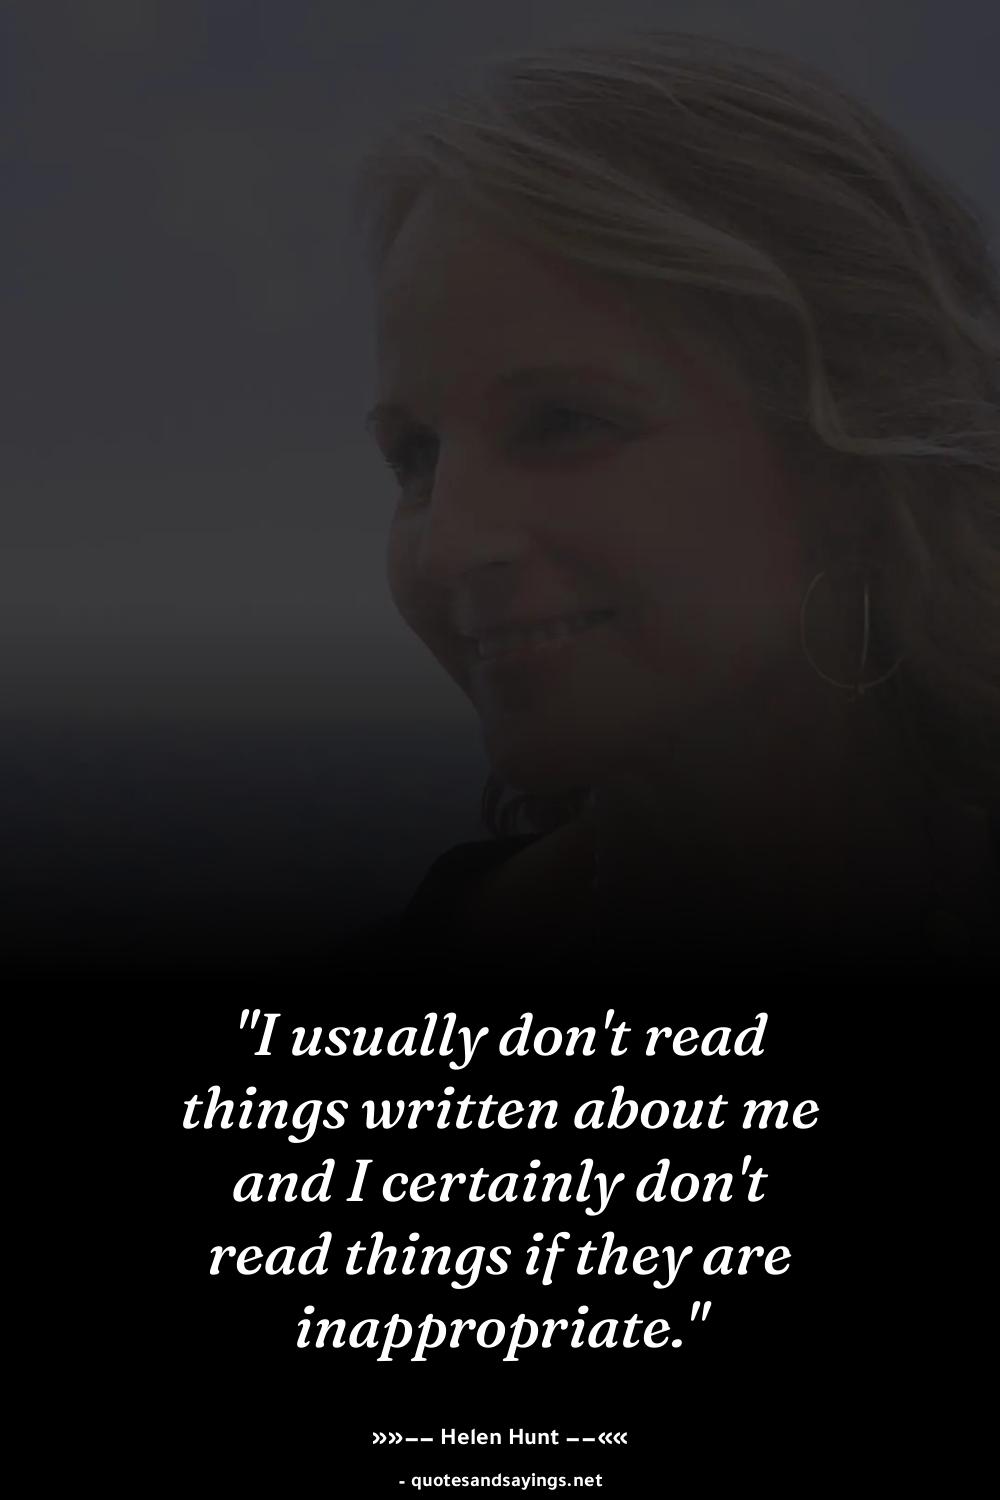 "I usually don't read
things written about me
and I certainly don't
read things if they are
inappropriate."
»»−− Helen Hunt −−««
- quotesandsayings.net